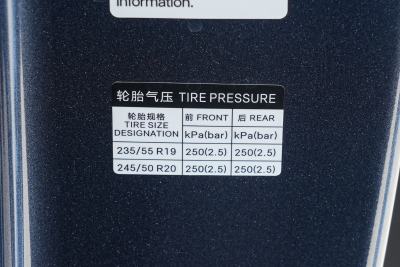 information.
轮胎气压 TIRE PRESSURE
轮胎规格 前 FRONT 后 REAR
TIRE SIZE
DESIGNATION kPa(bar) kPa(bar)
235/55 R19 250(2.5) 250(2.5)
245/50 R20 250(2.5) 250(2.5)